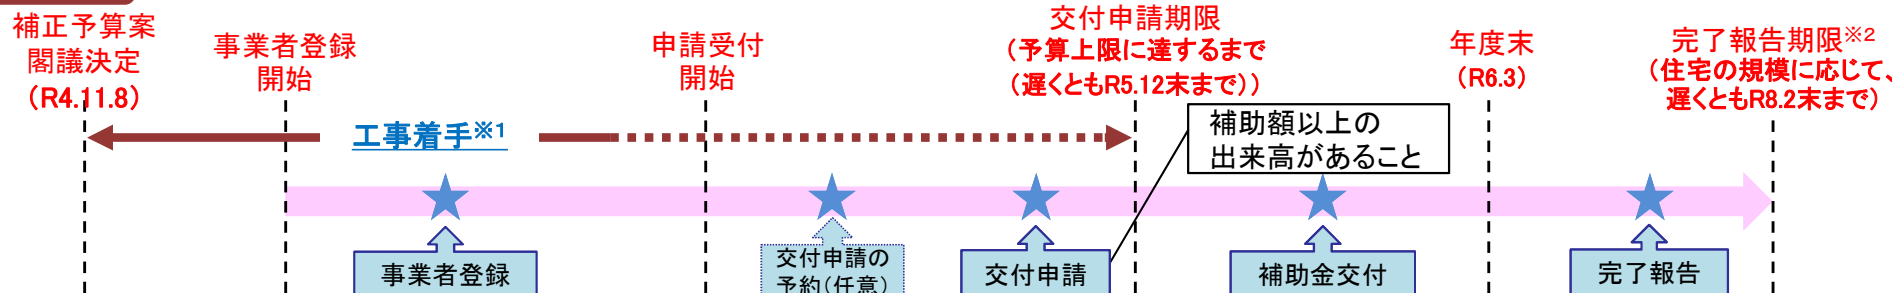 補正予算案
閣議決定
(R4.11.8)
事業者登録
開始
申請受付
開始
交付申請期限
(予算上限に達するまで
(遅くともR5.12末まで))
年度末
(R6.3)
完了報告期限※2
(住宅の規模に応じて、
遅くともR8.2末まで)
工事着手※1
補助額以上の
出来高があること
事業者登録
交付申請の
予約(任意)
交付申請
補助金交付
完了報告